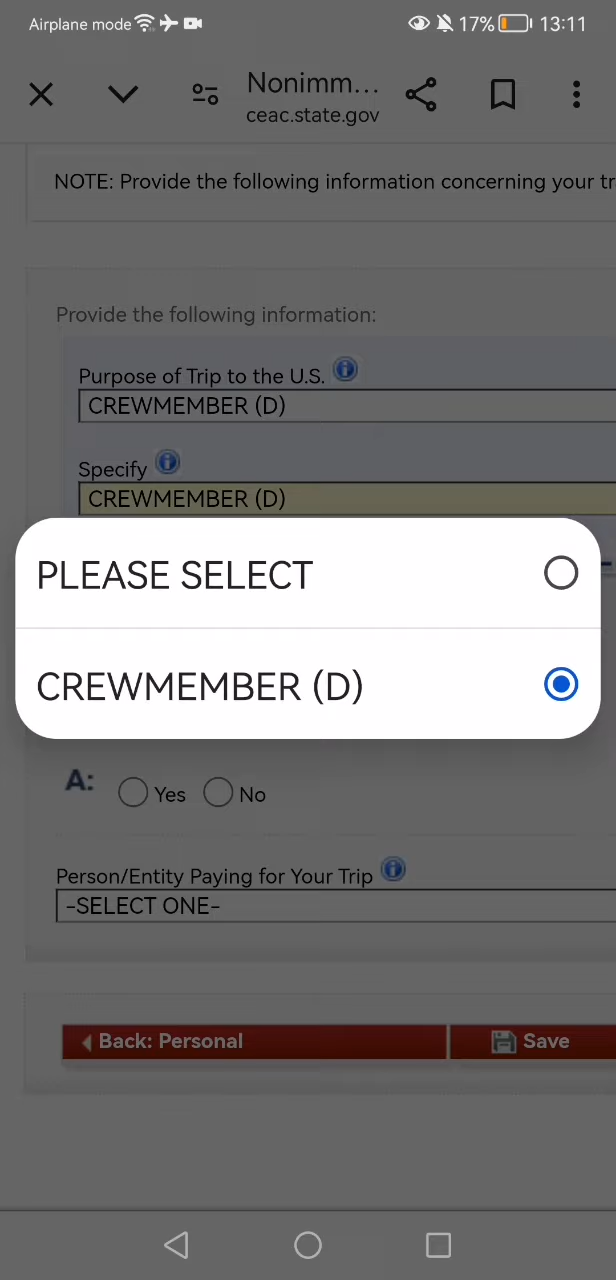 Airplane mode 17% 13:11
Nonimm...
ceac.state.gov
NOTE: Provide the following information concerning your tr
Provide the following information:
Purpose of Trip to the U.S.
CREWMEMBER (D)
Specify
CREWMEMBER (D)
PLEASE SELECT
CREWMEMBER (D)
A: Yes No
Person/Entity Paying for Your Trip
-SELECT ONE-
Back: Personal Save